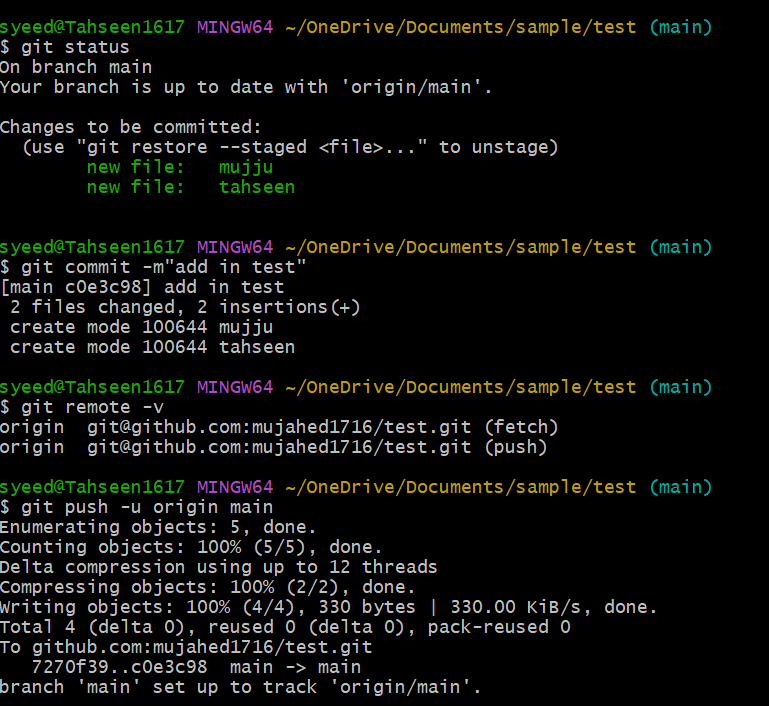 syeed@Tahseen1617 MINGW64 ~/OneDrive/Documents/sample/test (main)
$ git status
On branch main
Your branch is up to date with 'origin/main'.
Changes to be committed:
  (use "git restore --staged <file>..." to unstage)
        new file:   mujju
        new file:   tahseen
syeed@Tahseen1617 MINGW64 ~/OneDrive/Documents/sample/test (main)
$ git commit -m"add in test"
[main c0e3c98] add in test
 2 files changed, 2 insertions(+)
 create mode 100644 mujju
 create mode 100644 tahseen
syeed@Tahseen1617 MINGW64 ~/OneDrive/Documents/sample/test (main)
$ git remote -v
origin  git@github.com:mujahed1716/test.git (fetch)
origin  git@github.com:mujahed1716/test.git (push)
syeed@Tahseen1617 MINGW64 ~/OneDrive/Documents/sample/test (main)
$ git push -u origin main
Enumerating objects: 5, done.
Counting objects: 100% (5/5), done.
Delta compression using up to 12 threads
Compressing objects: 100% (2/2), done.
Writing objects: 100% (4/4), 330 bytes | 330.00 KiB/s, done.
Total 4 (delta 0), reused 0 (delta 0), pack-reused 0
To github.com:mujahed1716/test.git
   7270f39..c0e3c98  main -> main
branch 'main' set up to track 'origin/main'.